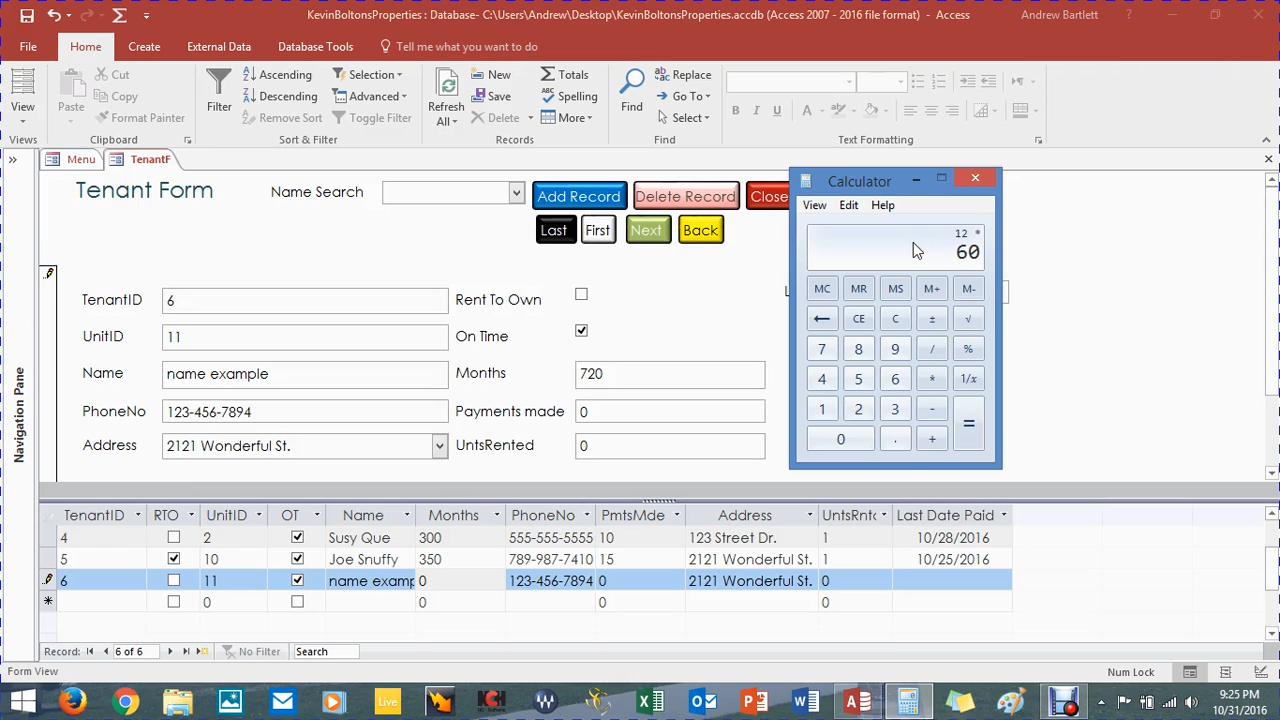 KevinBoltonsProperties : Database- C:\Users\Andrew\Desktop\KevinBoltonsProperties.accdb (Access 2007 - 2016 file format) - Access
Andrew Bartlett
?
File
Home
Create
External Data
Database Tools
Tell me what you want to do
View
Views
Paste
Cut
Copy
Format Painter
Clipboard
Filter
Ascending
Descending
Remove Sort
Selection
Advanced
Toggle Filter
Sort & Filter
Refresh
All
New
Save
Delete
Totals
Spelling
More
Records
Find
Replace
Go To
Select
Find
B I U A
Text Formatting
Menu
TenantF
Navigation Pane
Tenant Form
Name Search
Add Record
Delete Record
Close
Last
First
Next
Back
TenantID 6
UnitID 11
Name name example
PhoneNo 123-456-7894
Address 2121 Wonderful St.
Rent To Own
On Time
Months 720
Payments made 0
UntsRented 0
Calculator
View Edit Help
12 *
60
MC MR MS M+ M-
← CE C ± √
7 8 9 / %
4 5 6 * 1/x
1 2 3 - =
0 . +
TenantID RTO UnitID OT Name Months PhoneNo PmtsMde Address UntsRntd Last Date Paid
4 2 Susy Que 300 555-555-5555 10 123 Street Dr. 1 10/28/2016
5 10 Joe Snuffy 350 789-987-7410 15 2121 Wonderful St. 1 10/25/2016
6 11 name examp 0 123-456-7894 0 2121 Wonderful St. 0
0 0 0 0
Record: 6 of 6 No Filter Search
Form View
Num Lock
Live
9:25 PM
10/31/2016